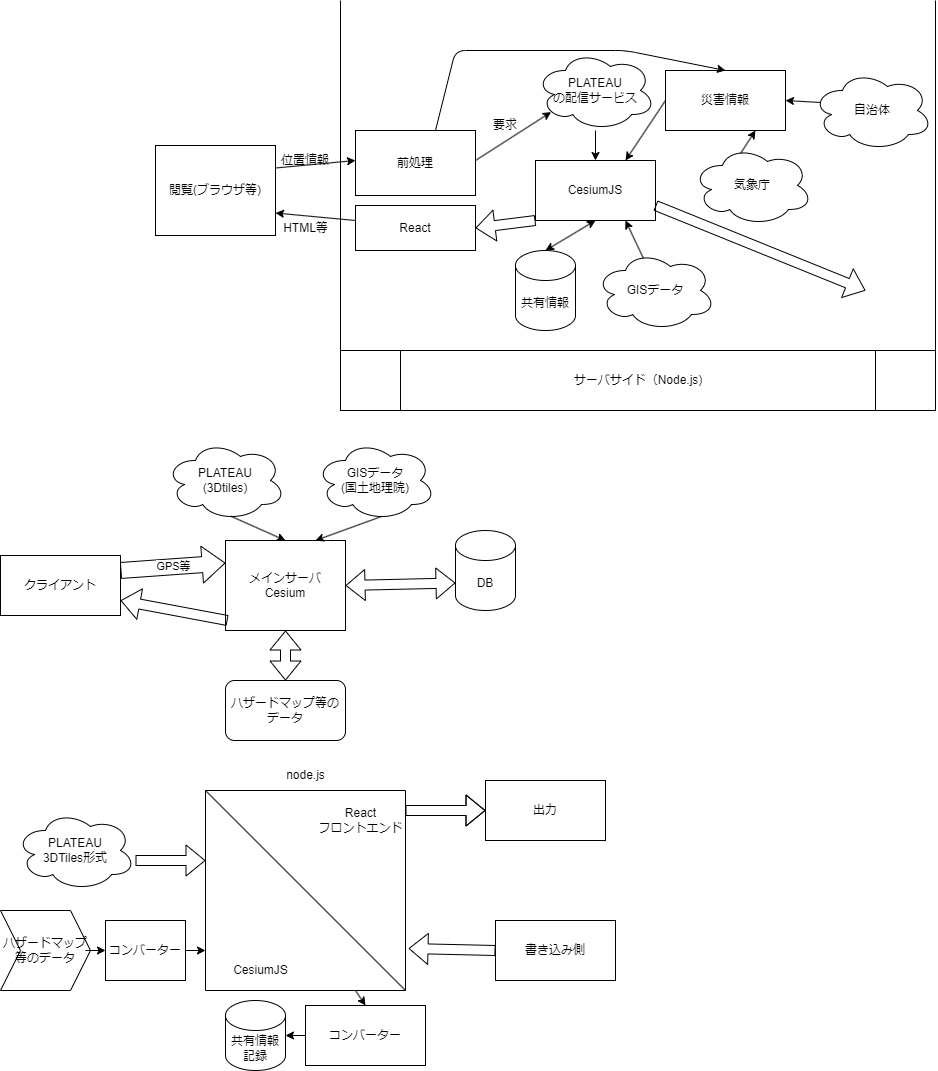 PLATEAU
の配信サービス
災害情報
自治体
要求
位置情報
前処理
閲覧(ブラウザ等)
CesiumJS
気象庁
HTML等
React
共有情報
GISデータ
サーバサイド（Node.js)
PLATEAU
(3Dtiles)
GISデータ
(国土地理院)
GPS等
クライアント
メインサーバ
Cesium
DB
ハザードマップ等の
データ
node.js
React
フロントエンド
出力
PLATEAU
3DTiles形式
ハザードマップ
等のデータ
コンバーター
書き込み側
CesiumJS
コンバーター
共有情報
記録